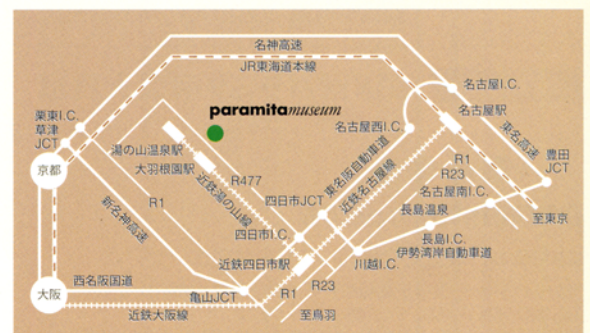 名神高速
JR東海道本線
名古屋I.C.
paramitamuseum
名古屋駅
栗東I.C.
草津
JCT
名古屋西I.C.
東名高速
豊田
JCT
湯の山温泉駅
大羽根園駅
京都
R477
近鉄湯の山線
東名阪自動車道
近鉄名古屋線
R1
R23
名古屋南I.C.
R1
新名神高速
四日市JCT
長島温泉
至東京
四日市I.C.
長島I.C.
伊勢湾岸自動車道
近鉄四日市駅
川越I.C.
西名阪国道
大阪
亀山JCT
R1
R23
近鉄大阪線
至鳥羽